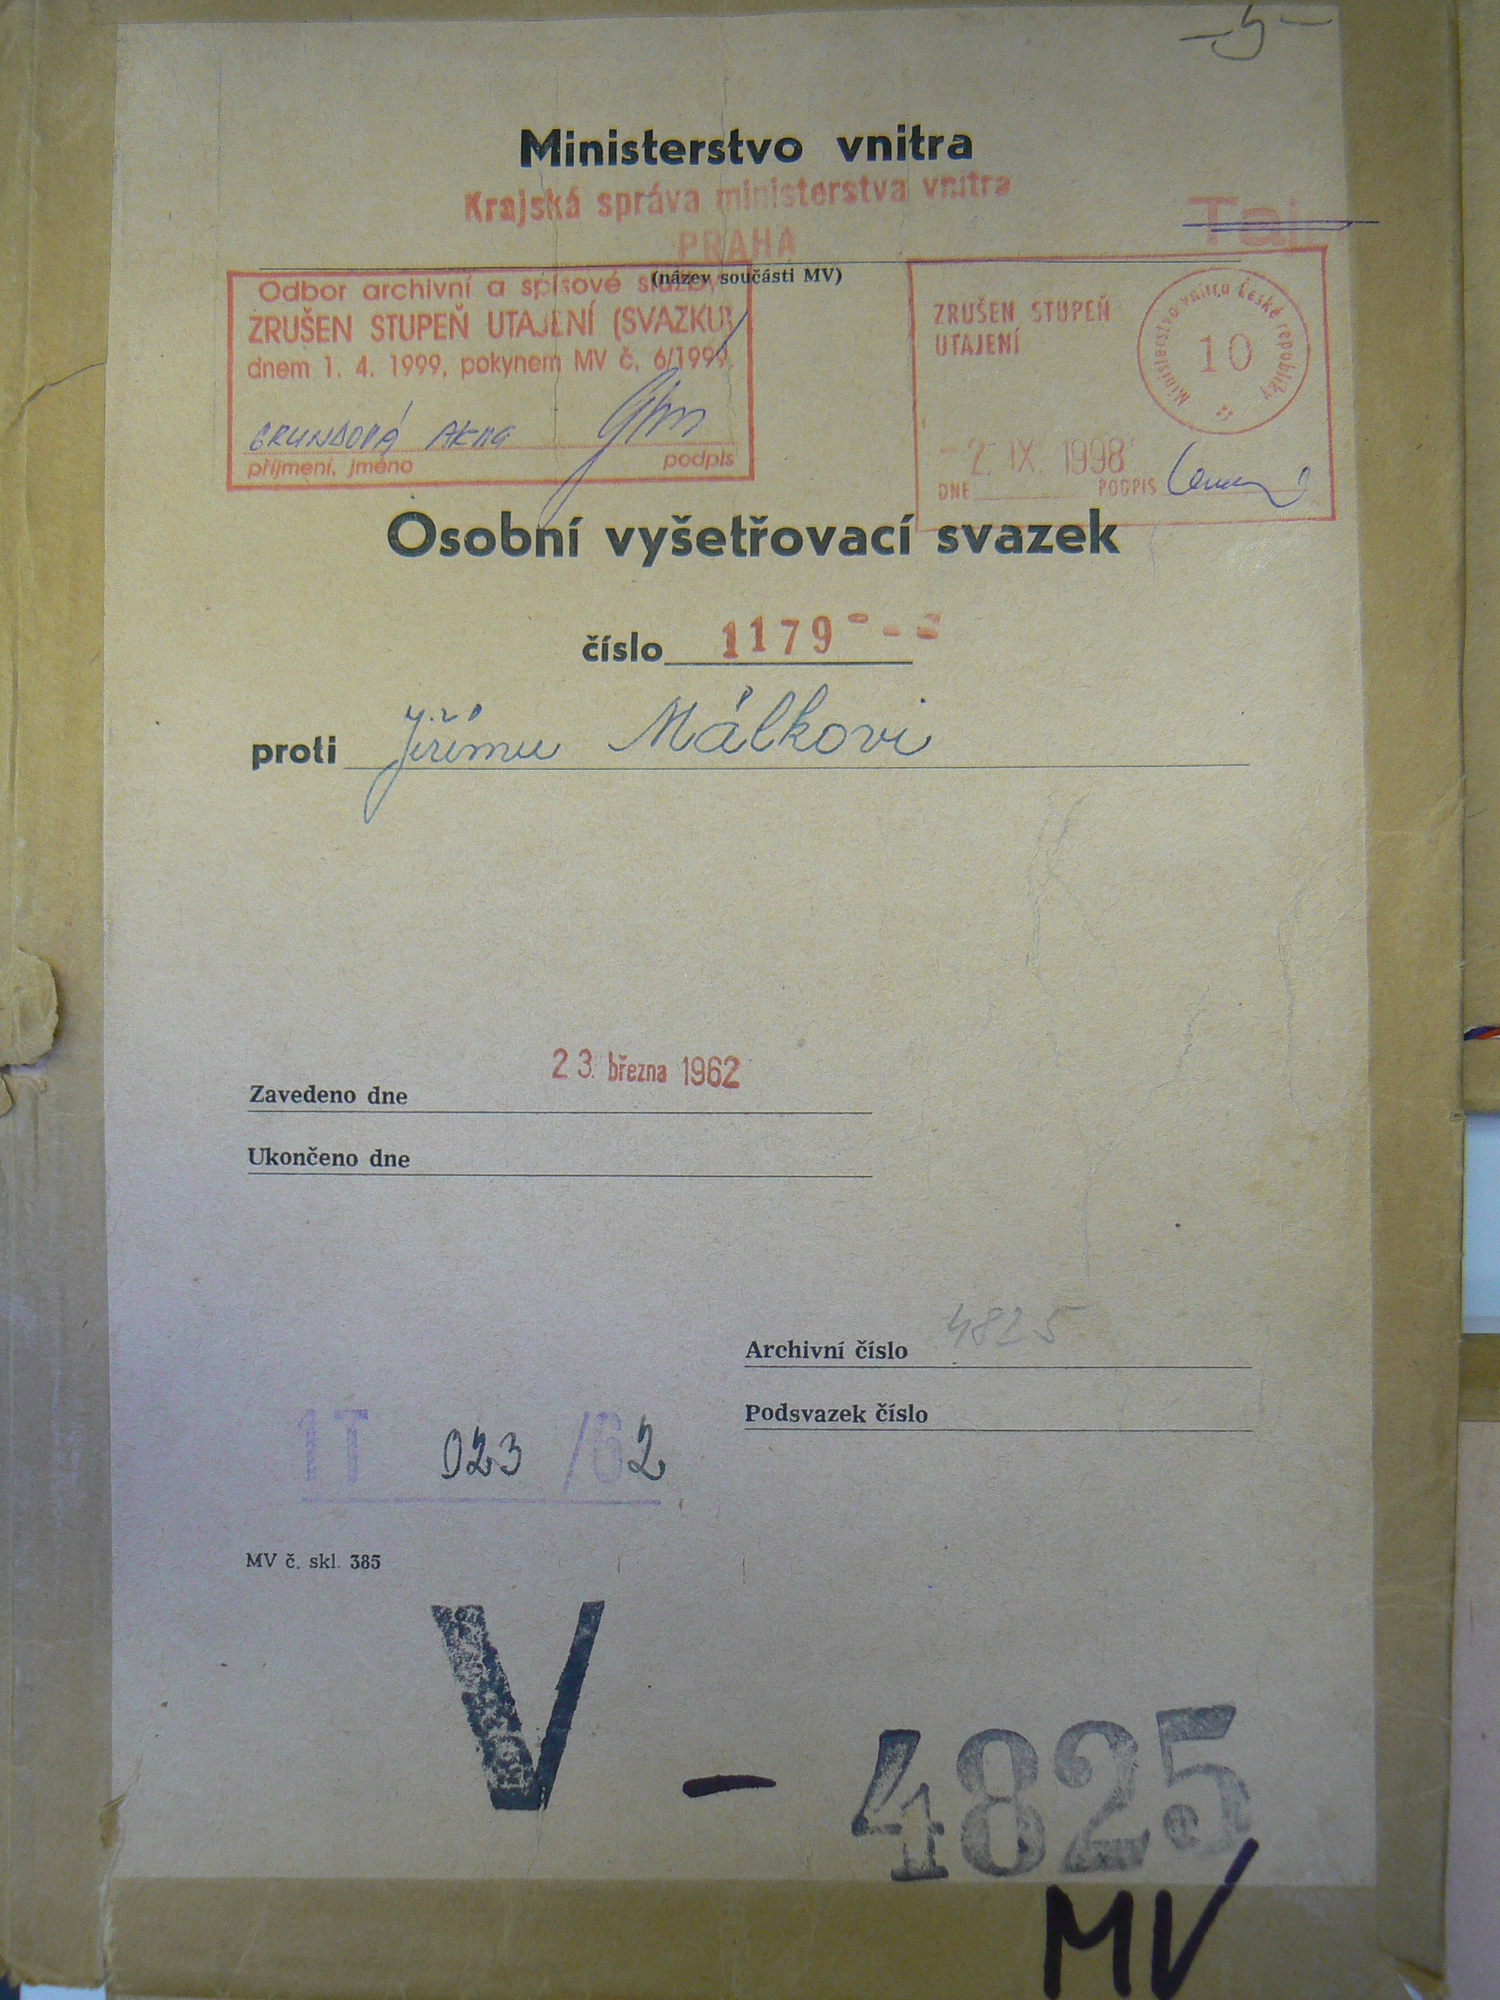 -5-
Ministerstvo vnitra
Krajská správa ministerstva vnitra
PRAHA
Taj
(název součásti MV)
Odbor archivní a spisové služby
ZRUŠEN STUPEŇ UTAJENÍ (SVAZKU)
dnem 1. 4. 1999, pokynem MV č. 6/1999.
příjmení, jméno
podpis
ZRUŠEN STUPEŇ
UTAJENÍ
Ministerstvo vnitra České republiky
10
-2. IX. 1998
DNE
PODPIS
Osobní vyšetřovací svazek
číslo 1179---
proti Jiřímu Málkovi
Zavedeno dne 23. března 1962
Ukončeno dne
Archivní číslo 4825
Podsvazek číslo
1T 023 /62
MV č. skl. 385
V - 4825
MV